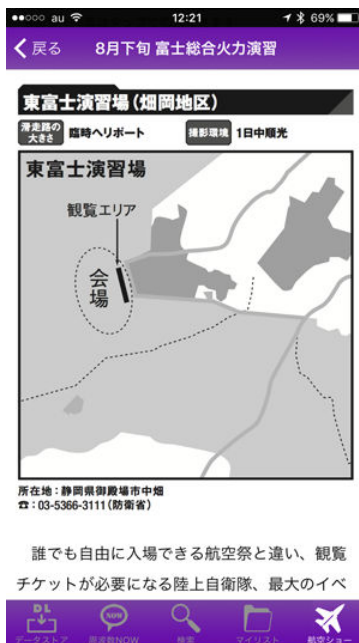 ●●○○○ au 12:21 69%
戻る 8月下旬 富士総合火力演習
東富士演習場(畑岡地区)
滑走路の大きさ 臨時ヘリポート 撮影環境 1日中順光
東富士演習場
観覧エリア
会場
所在地:静岡県御殿場市中畑
☎:03-5366-3111(防衛省)
誰でも自由に入場できる航空祭と違い、観覧
チケットが必要になる陸上自衛隊、最大のイベ
DL NOW
データストア 周波数NOW 検索 マイリスト 航空ショー